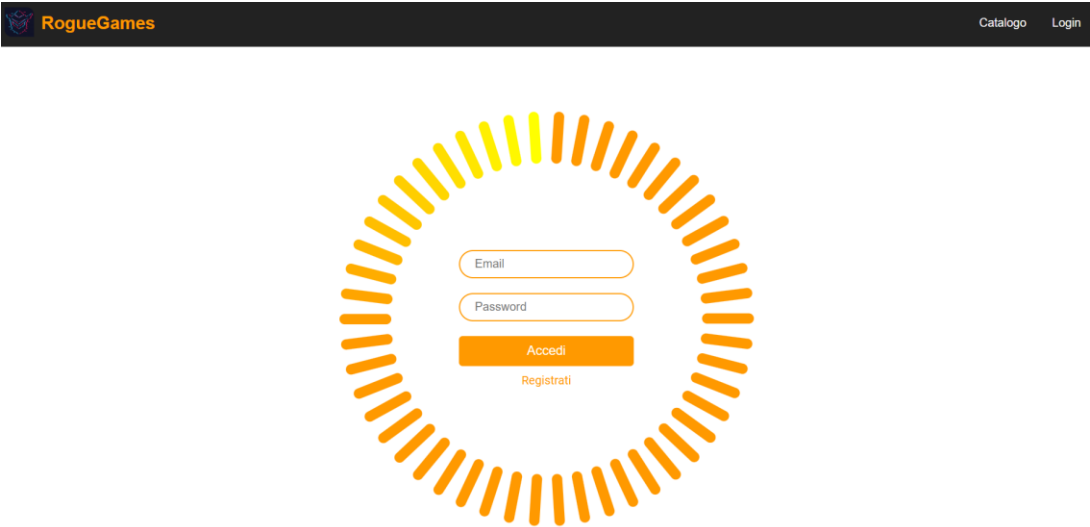 RogueGames
Catalogo Login
Email
Password
Accedi
Registrati